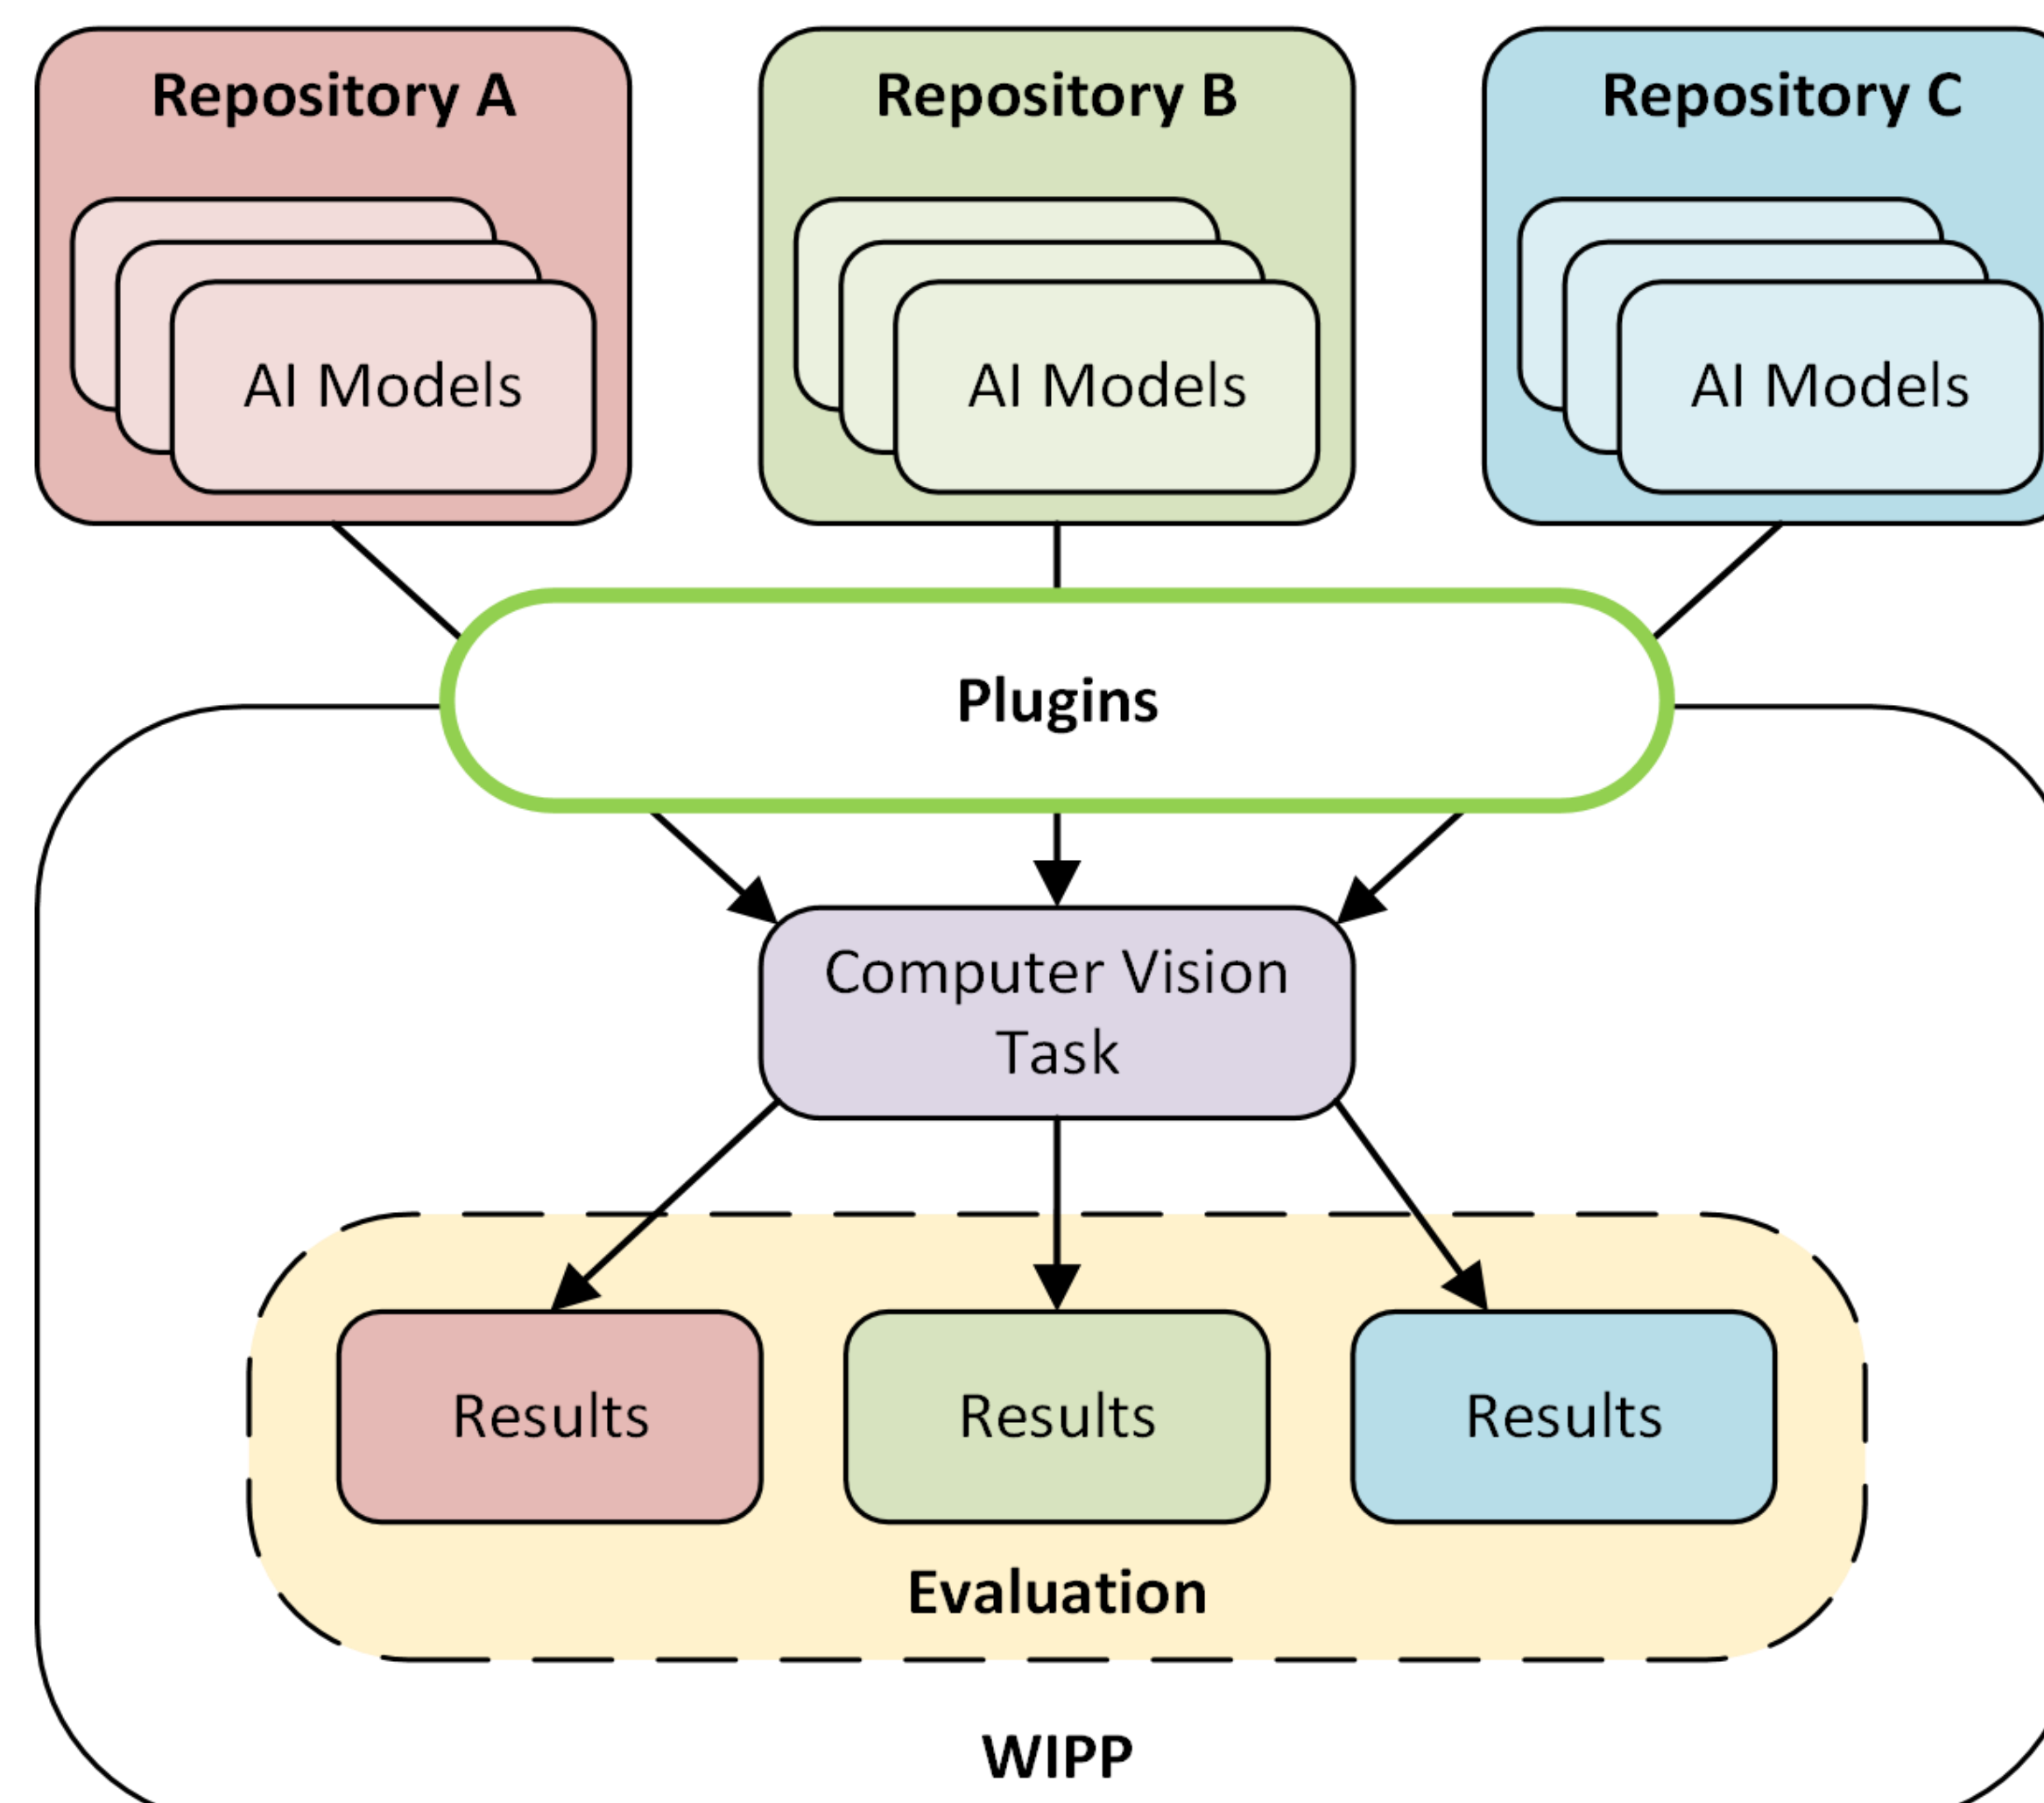 Repository A
Repository B
Repository C
AI Models
AI Models
AI Models
Plugins
Computer Vision
Task
Results
Results
Results
Evaluation
WIPP